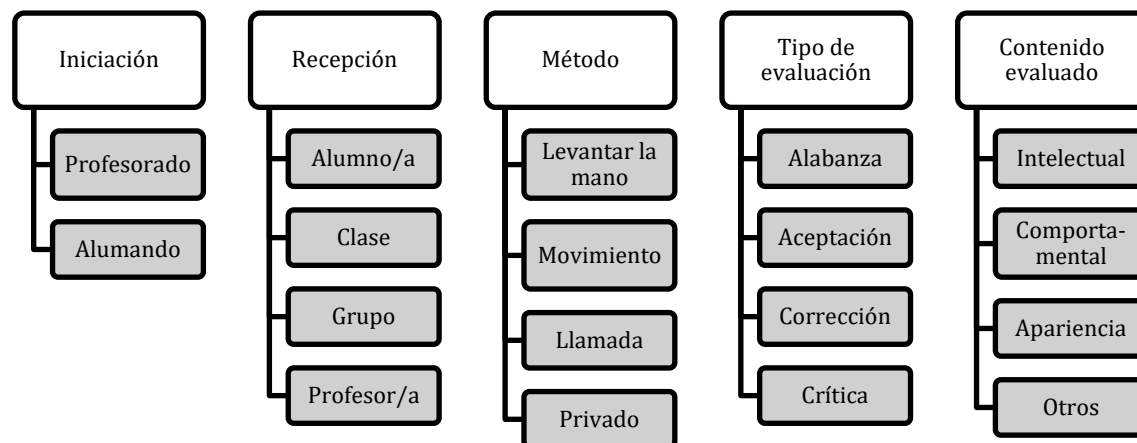 Iniciación
Profesorado
Alumando
Recepción
Alumno/a
Clase
Grupo
Profesor/a
Método
Levantar la
mano
Movimiento
Llamada
Privado
Tipo de
evaluación
Alabanza
Aceptación
Corrección
Crítica
Contenido
evaluado
Intelectual
Comporta-
mental
Apariencia
Otros